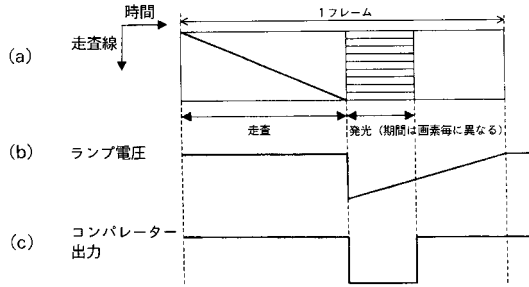 時間
1フレーム
(a)
走査線
走査
発光（期間は画素毎に異なる）
(b)
ランプ電圧
(c)
コンパレーター
出力